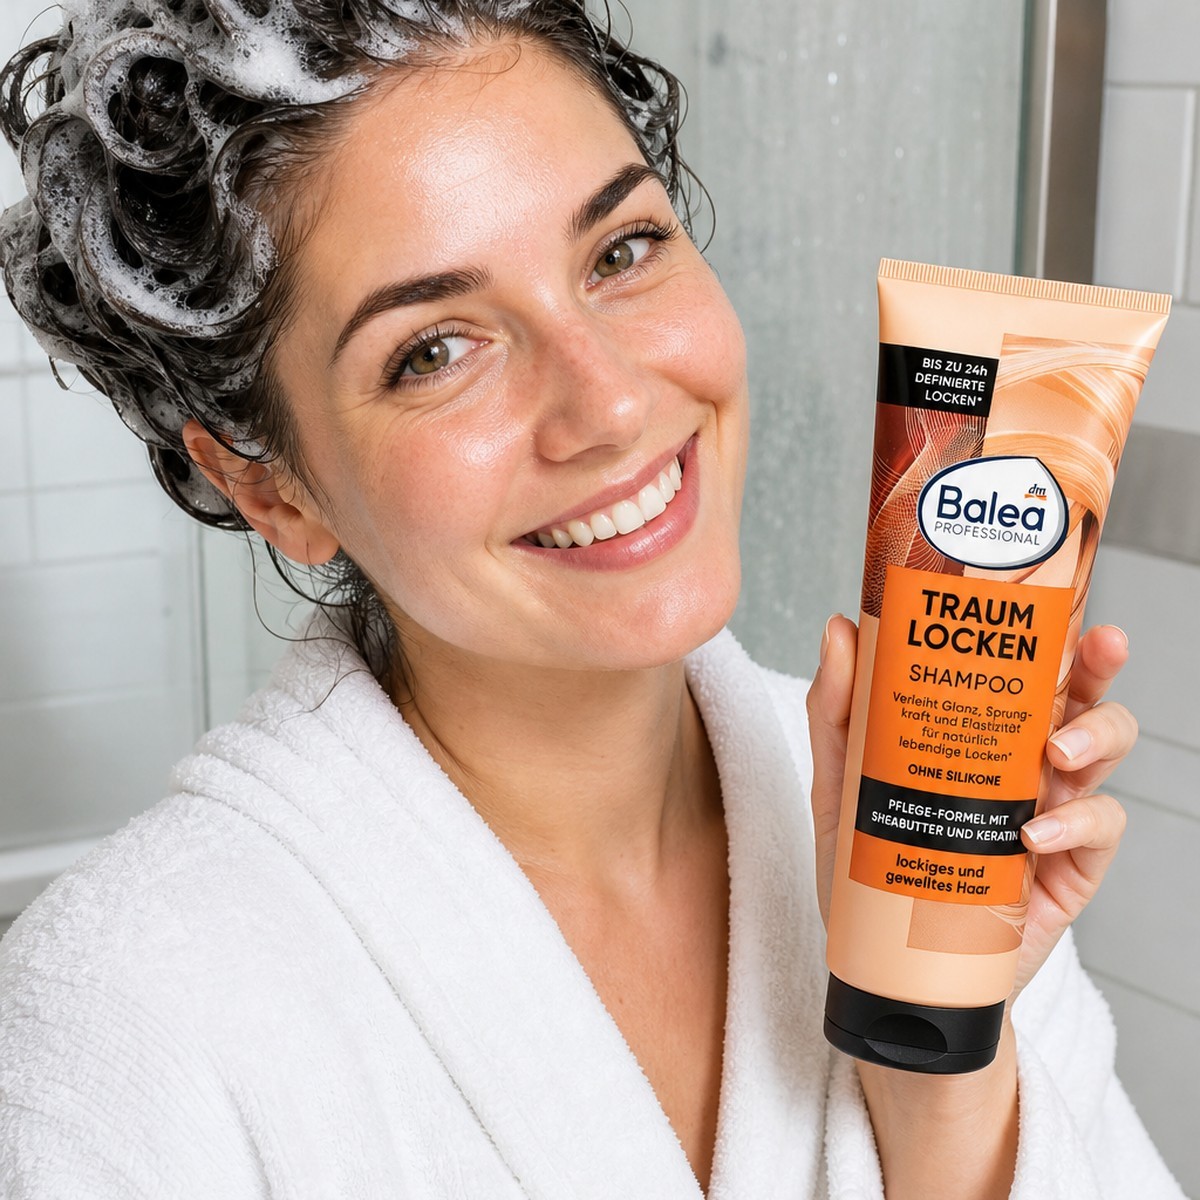 BIS ZU 24h
DEFINIERTE
LOCKEN*
dm
Balea
PROFESSIONAL
TRAUM
LOCKEN
SHAMPOO
Verleiht Glanz, Sprung-
kraft und Elastizität
für natürlich
lebendige Locken*
OHNE SILIKONE
PFLEGE-FORMEL MIT
SHEABUTTER UND KERATIN
lockiges und
gewelltes Haar